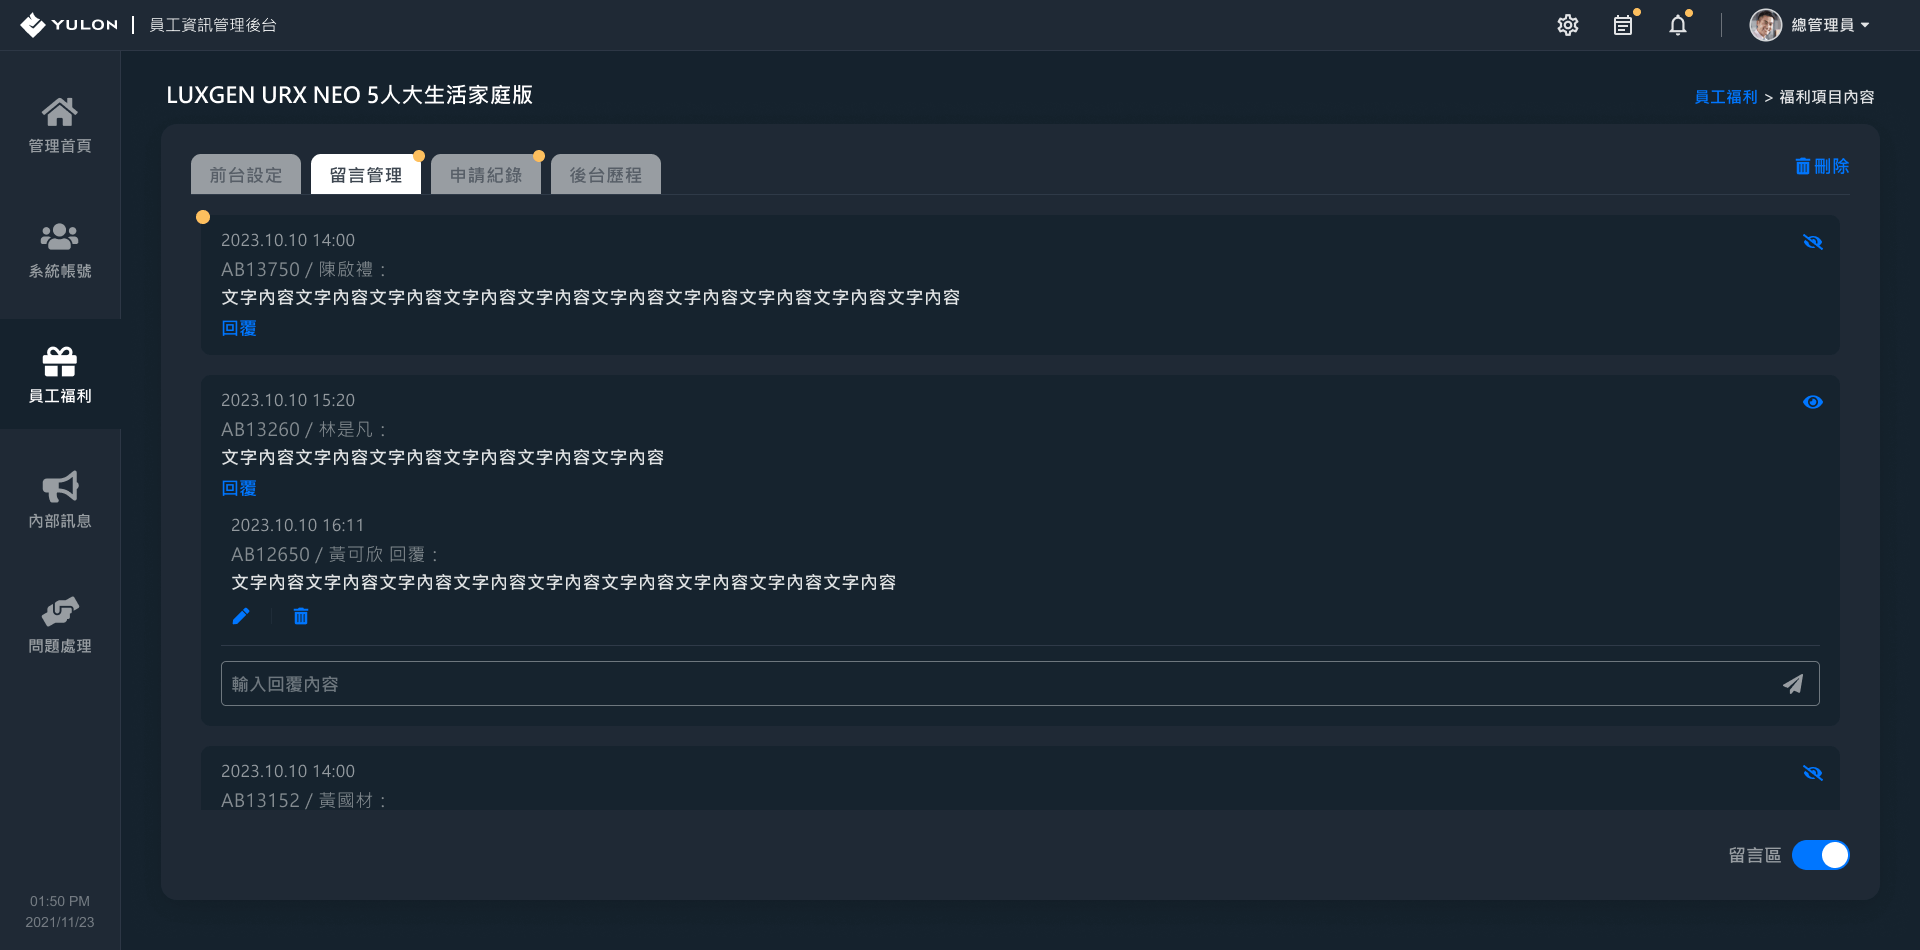 YULON
員工資訊管理後台
總管理員
管理首頁
系統帳號
員工福利
內部訊息
問題處理
01:50 PM
2021/11/23
LUXGEN URX NEO 5人大生活家庭版
員工福利 > 福利項目內容
前台設定
留言管理
申請紀錄
後台歷程
刪除
2023.10.10 14:00
AB13750 / 陳啟禮：
文字內容文字內容文字內容文字內容文字內容文字內容文字內容文字內容文字內容文字內容
回覆
2023.10.10 15:20
AB13260 / 林是凡：
文字內容文字內容文字內容文字內容文字內容文字內容
回覆
2023.10.10 16:11
AB12650 / 黃可欣 回覆：
文字內容文字內容文字內容文字內容文字內容文字內容文字內容文字內容文字內容
輸入回覆內容
2023.10.10 14:00
AB13152 / 黃國材：
留言區